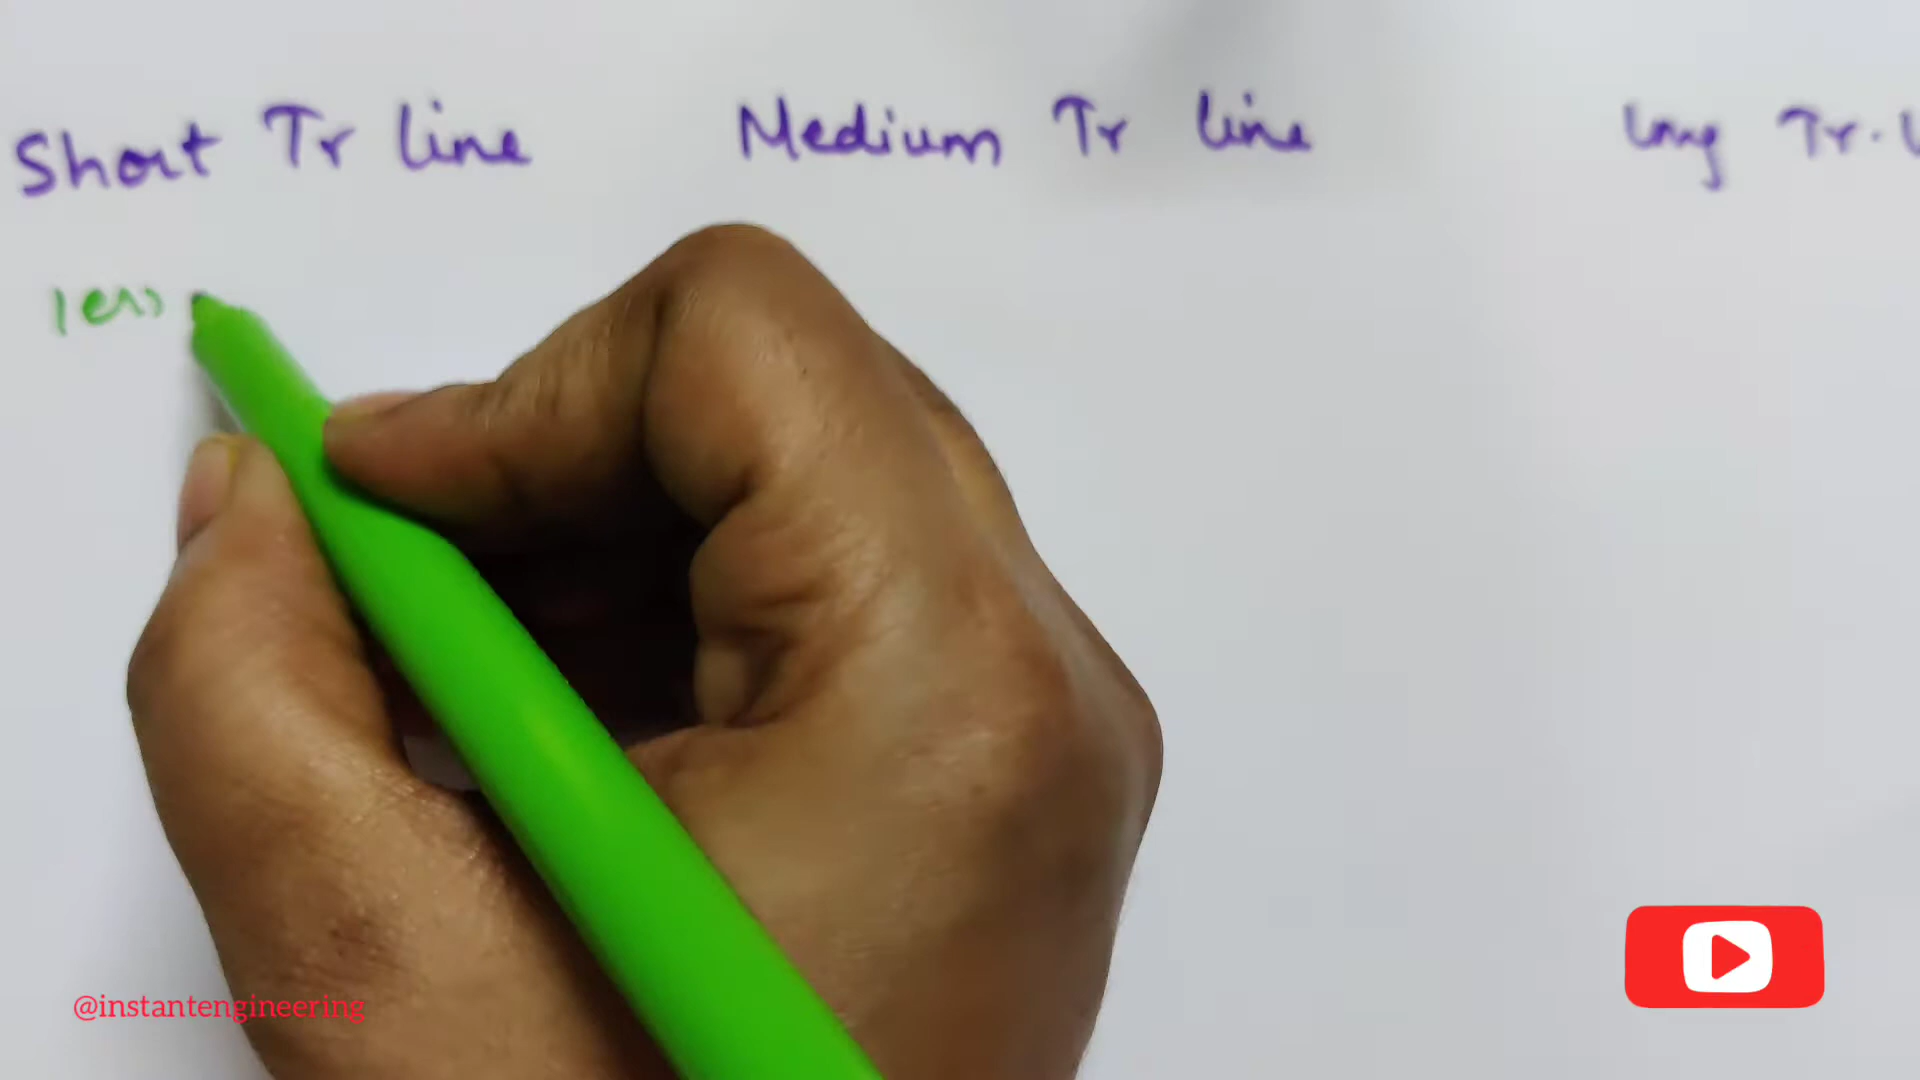 Short Tr line Medium Tr line Long Tr.
less
@instantengineering